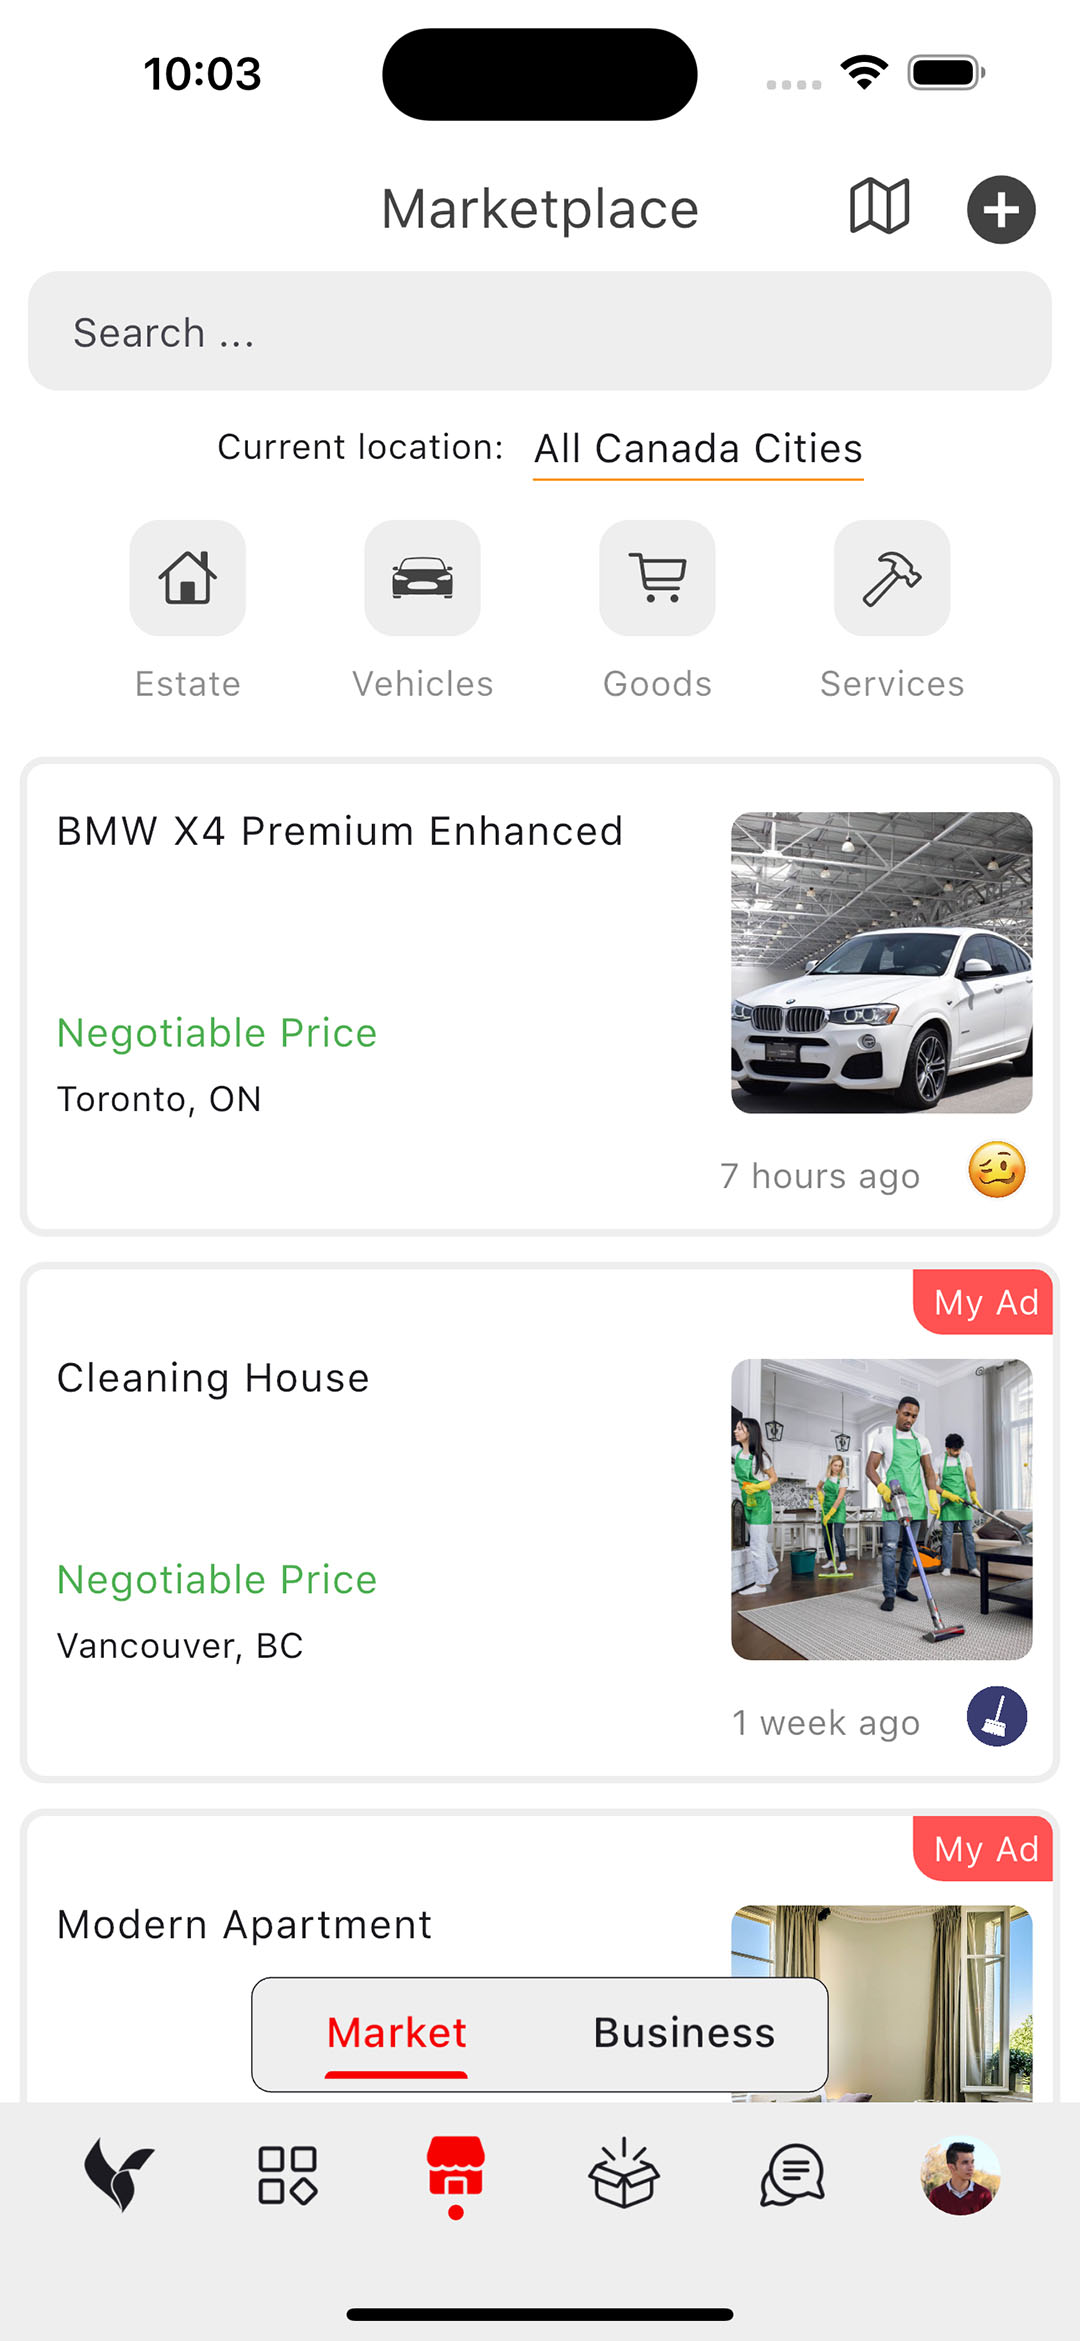 10:03
Marketplace
Search ...
Current location: All Canada Cities
Estate Vehicles Goods Services
BMW X4 Premium Enhanced
Negotiable Price
Toronto, ON
7 hours ago
My Ad
Cleaning House
Negotiable Price
Vancouver, BC
1 week ago
My Ad
Modern Apartment
Market Business